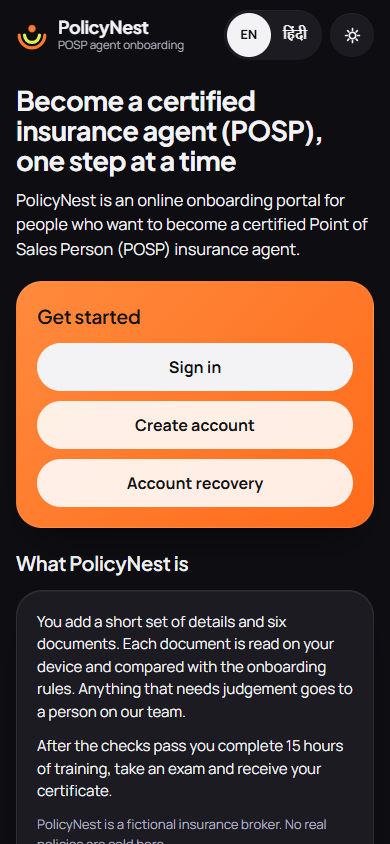 PolicyNest
POSP agent onboarding
EN
हिंदी
Become a certified
insurance agent (POSP),
one step at a time
PolicyNest is an online onboarding portal for
people who want to become a certified Point of
Sales Person (POSP) insurance agent.
Get started
Sign in
Create account
Account recovery
What PolicyNest is
You add a short set of details and six
documents. Each document is read on your
device and compared with the onboarding
rules. Anything that needs judgement goes to
a person on our team.
After the checks pass you complete 15 hours
of training, take an exam and receive your
certificate.
PolicyNest is a fictional insurance broker. No real
policies are sold here.